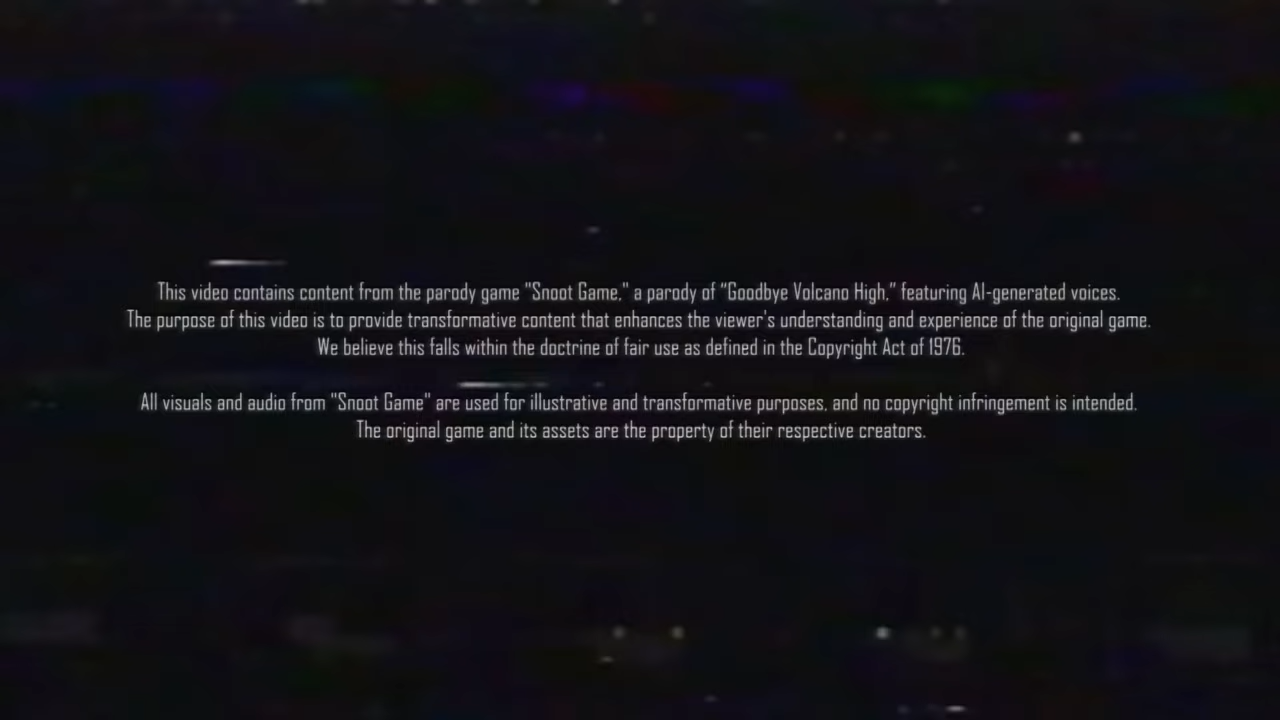 This video contains content from the parody game "Snoot Game," a parody of “Goodbye Volcano High,” featuring AI-generated voices.
The purpose of this video is to provide transformative content that enhances the viewer's understanding and experience of the original game.
We believe this falls within the doctrine of fair use as defined in the Copyright Act of 1976.
All visuals and audio from "Snoot Game" are used for illustrative and transformative purposes, and no copyright infringement is intended.
The original game and its assets are the property of their respective creators.